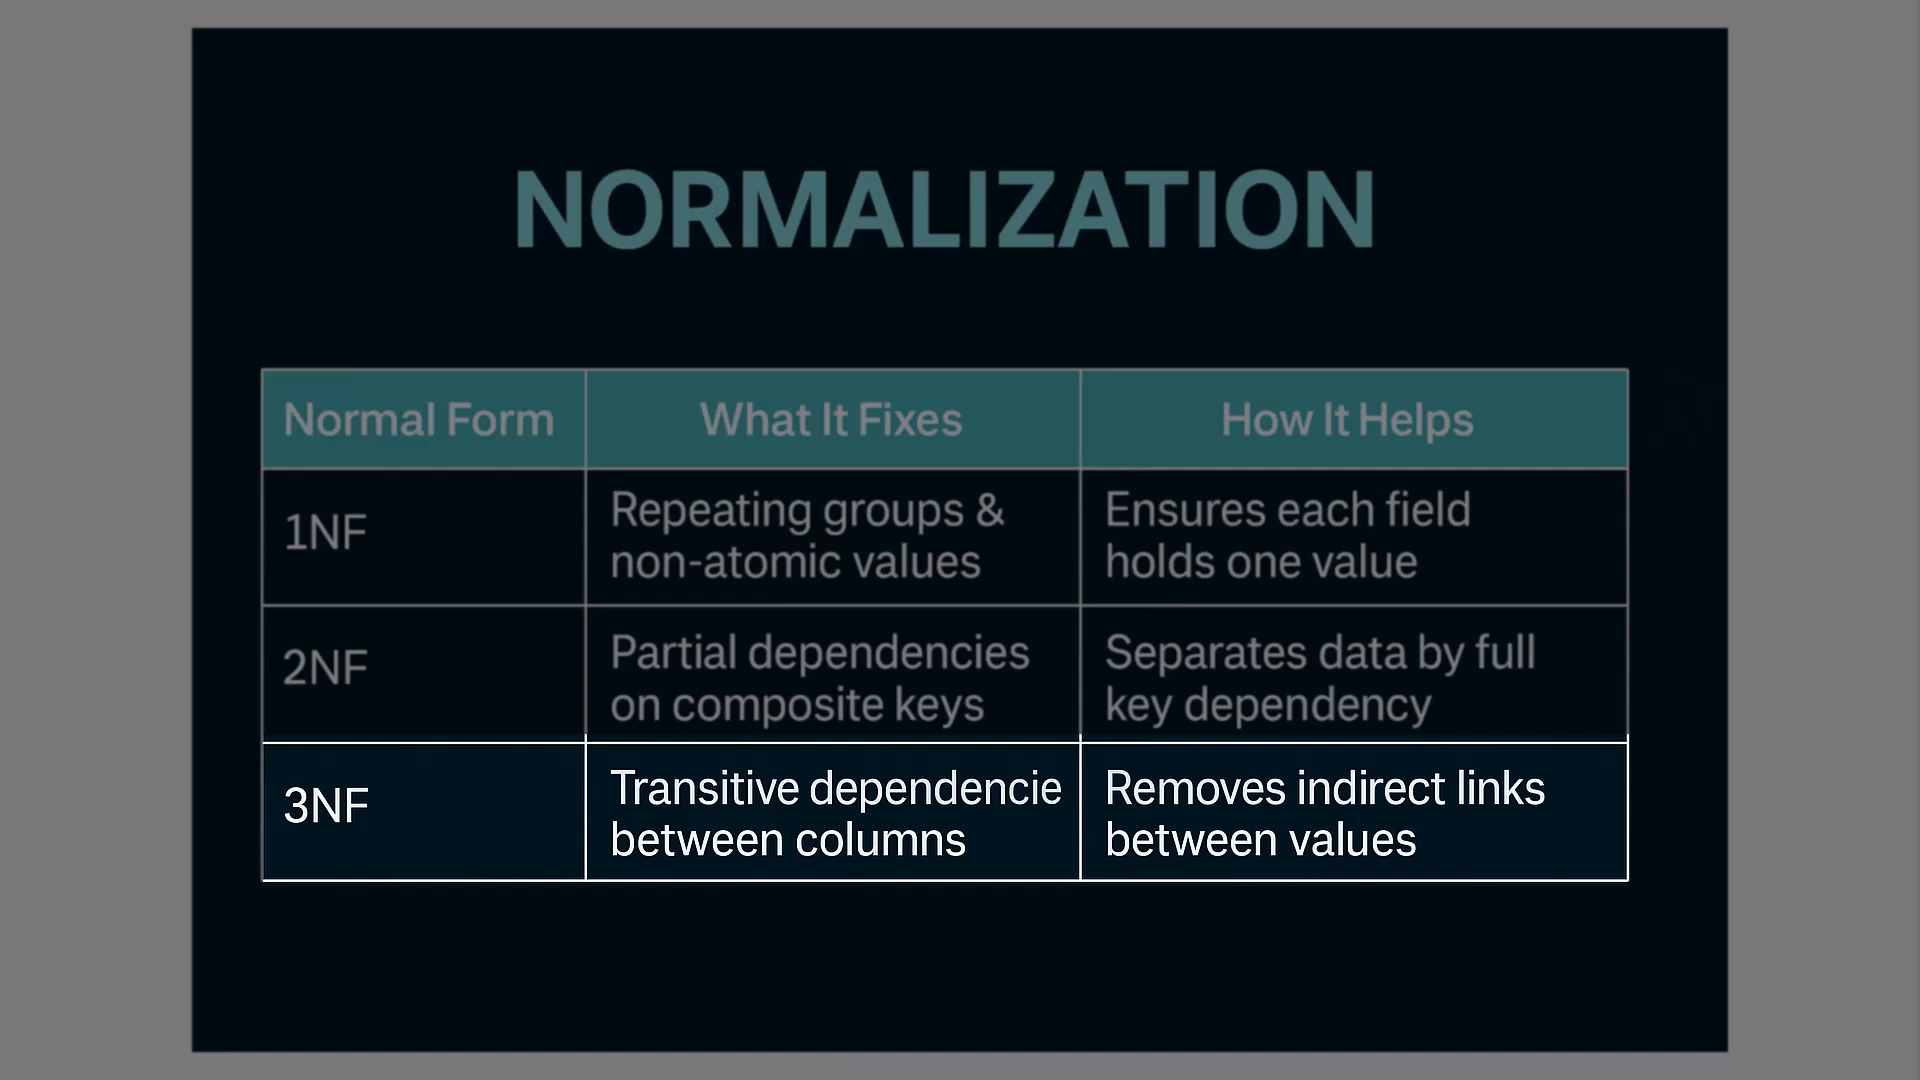 NORMALIZATION
Normal Form What It Fixes How It Helps
1NF
Repeating groups &
non-atomic values
Ensures each field
holds one value
2NF
Partial dependencies
on composite keys
Separates data by full
key dependency
3NF
Transitive dependencie
between columns
Removes indirect links
between values